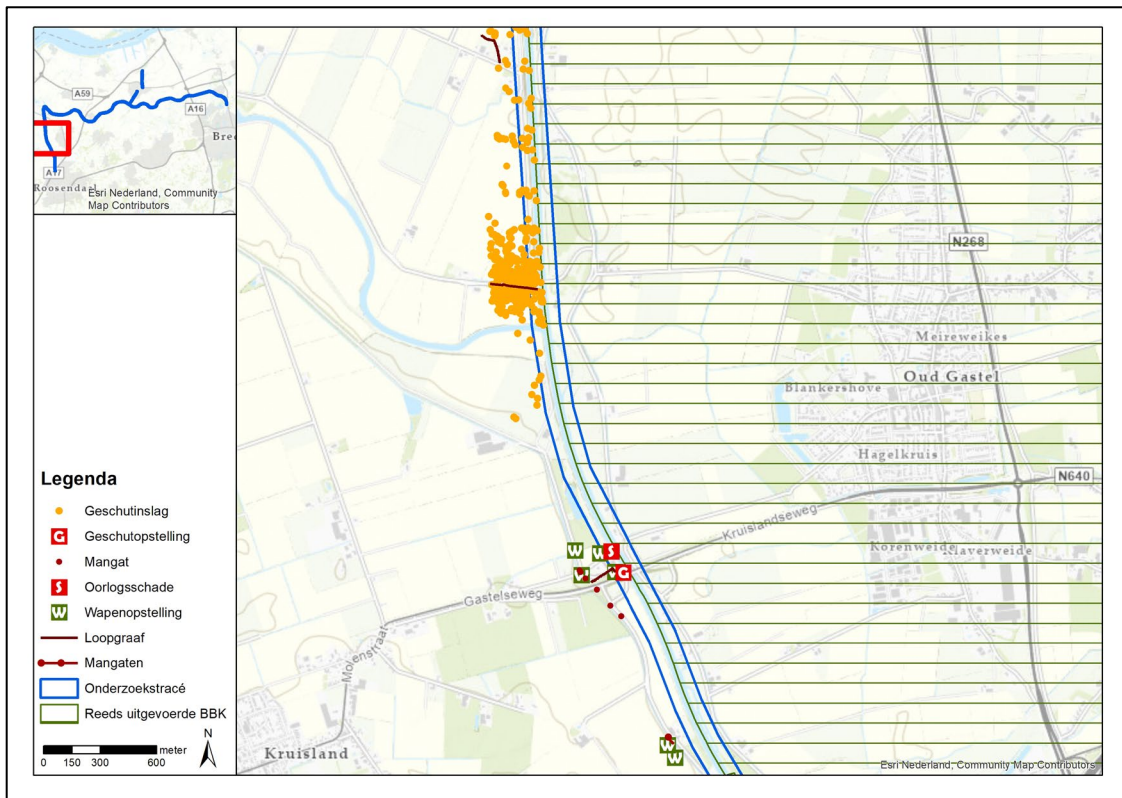 A59
A16
Bree
A17
Roosendaal
Esri Nederland, Community
Map Contributors
N268
Meireweikes
Oud Gastel
Blankershove
Hagelkruis
N640
Kruislandseweg
Korenweide
Klaverweide
W W S
W W G
Gastelseweg
Molenstraat
Kruisland
W
W
Legenda
Geschutinslag
G Geschutopstelling
Mangat
S Oorlogsschade
W Wapenopstelling
Loopgraaf
Mangaten
Onderzoekstracé
Reeds uitgevoerde BBK
N
meter
0 150 300 600
Esri Nederland, Community Map Contributors